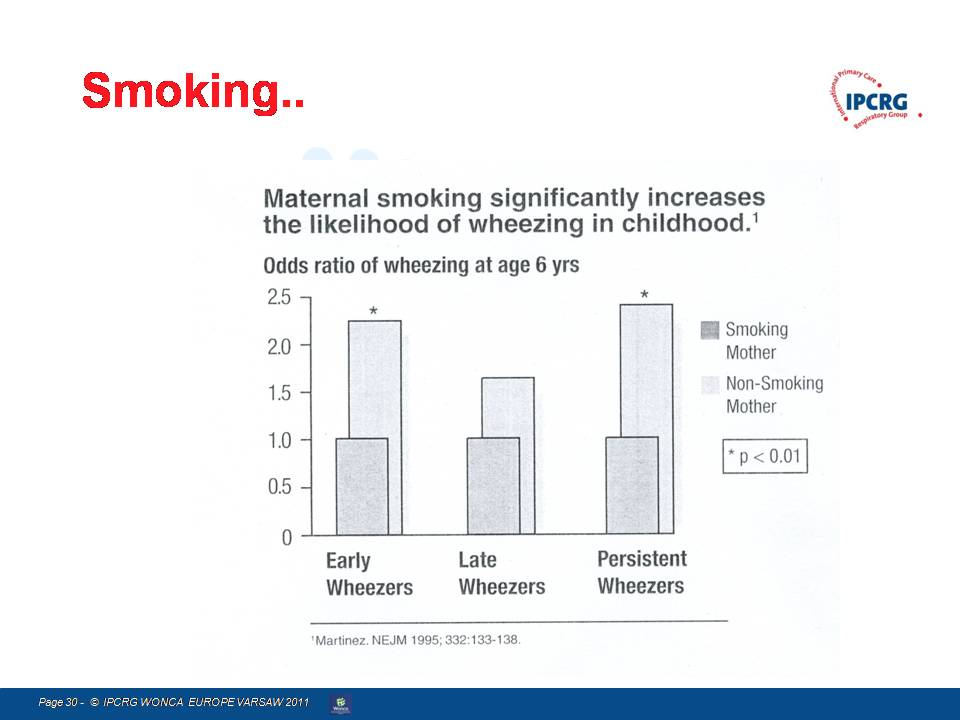 Smoking..
International Primary Care
IPCRG
Respiratory Group
Maternal smoking significantly increases
the likelihood of wheezing in childhood.¹
Odds ratio of wheezing at age 6 yrs
2.5
2.0
1.5
1.0
0.5
0
*
*
Smoking
Mother
Non-Smoking
Mother
* p < 0.01
Early
Wheezers
Late
Wheezers
Persistent
Wheezers
¹Martinez. NEJM 1995; 332:133-138.
Page 30 - © IPCRG WONCA EUROPE VARSAW 2011
Wonca